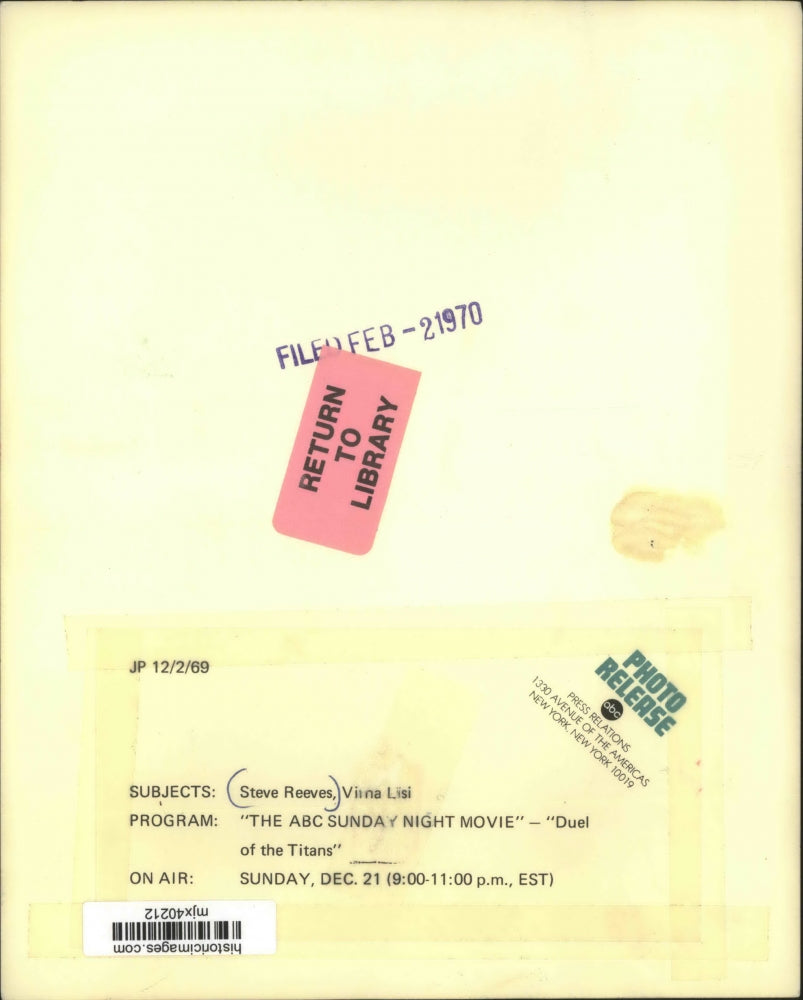 FILED FEB -21970
RETURN
TO
LIBRARY
JP 12/2/69
PHOTO
RELEASE
abc
PRESS RELATIONS
1330 AVENUE OF THE AMERICAS
NEW YORK, NEW YORK 10019
SUBJECTS: Steve Reeves, Virna Lisi
PROGRAM: "THE ABC SUNDAY NIGHT MOVIE" – "Duel
of the Titans"
ON AIR: SUNDAY, DEC. 21 (9:00-11:00 p.m., EST)
mjx40212
historicimages.com